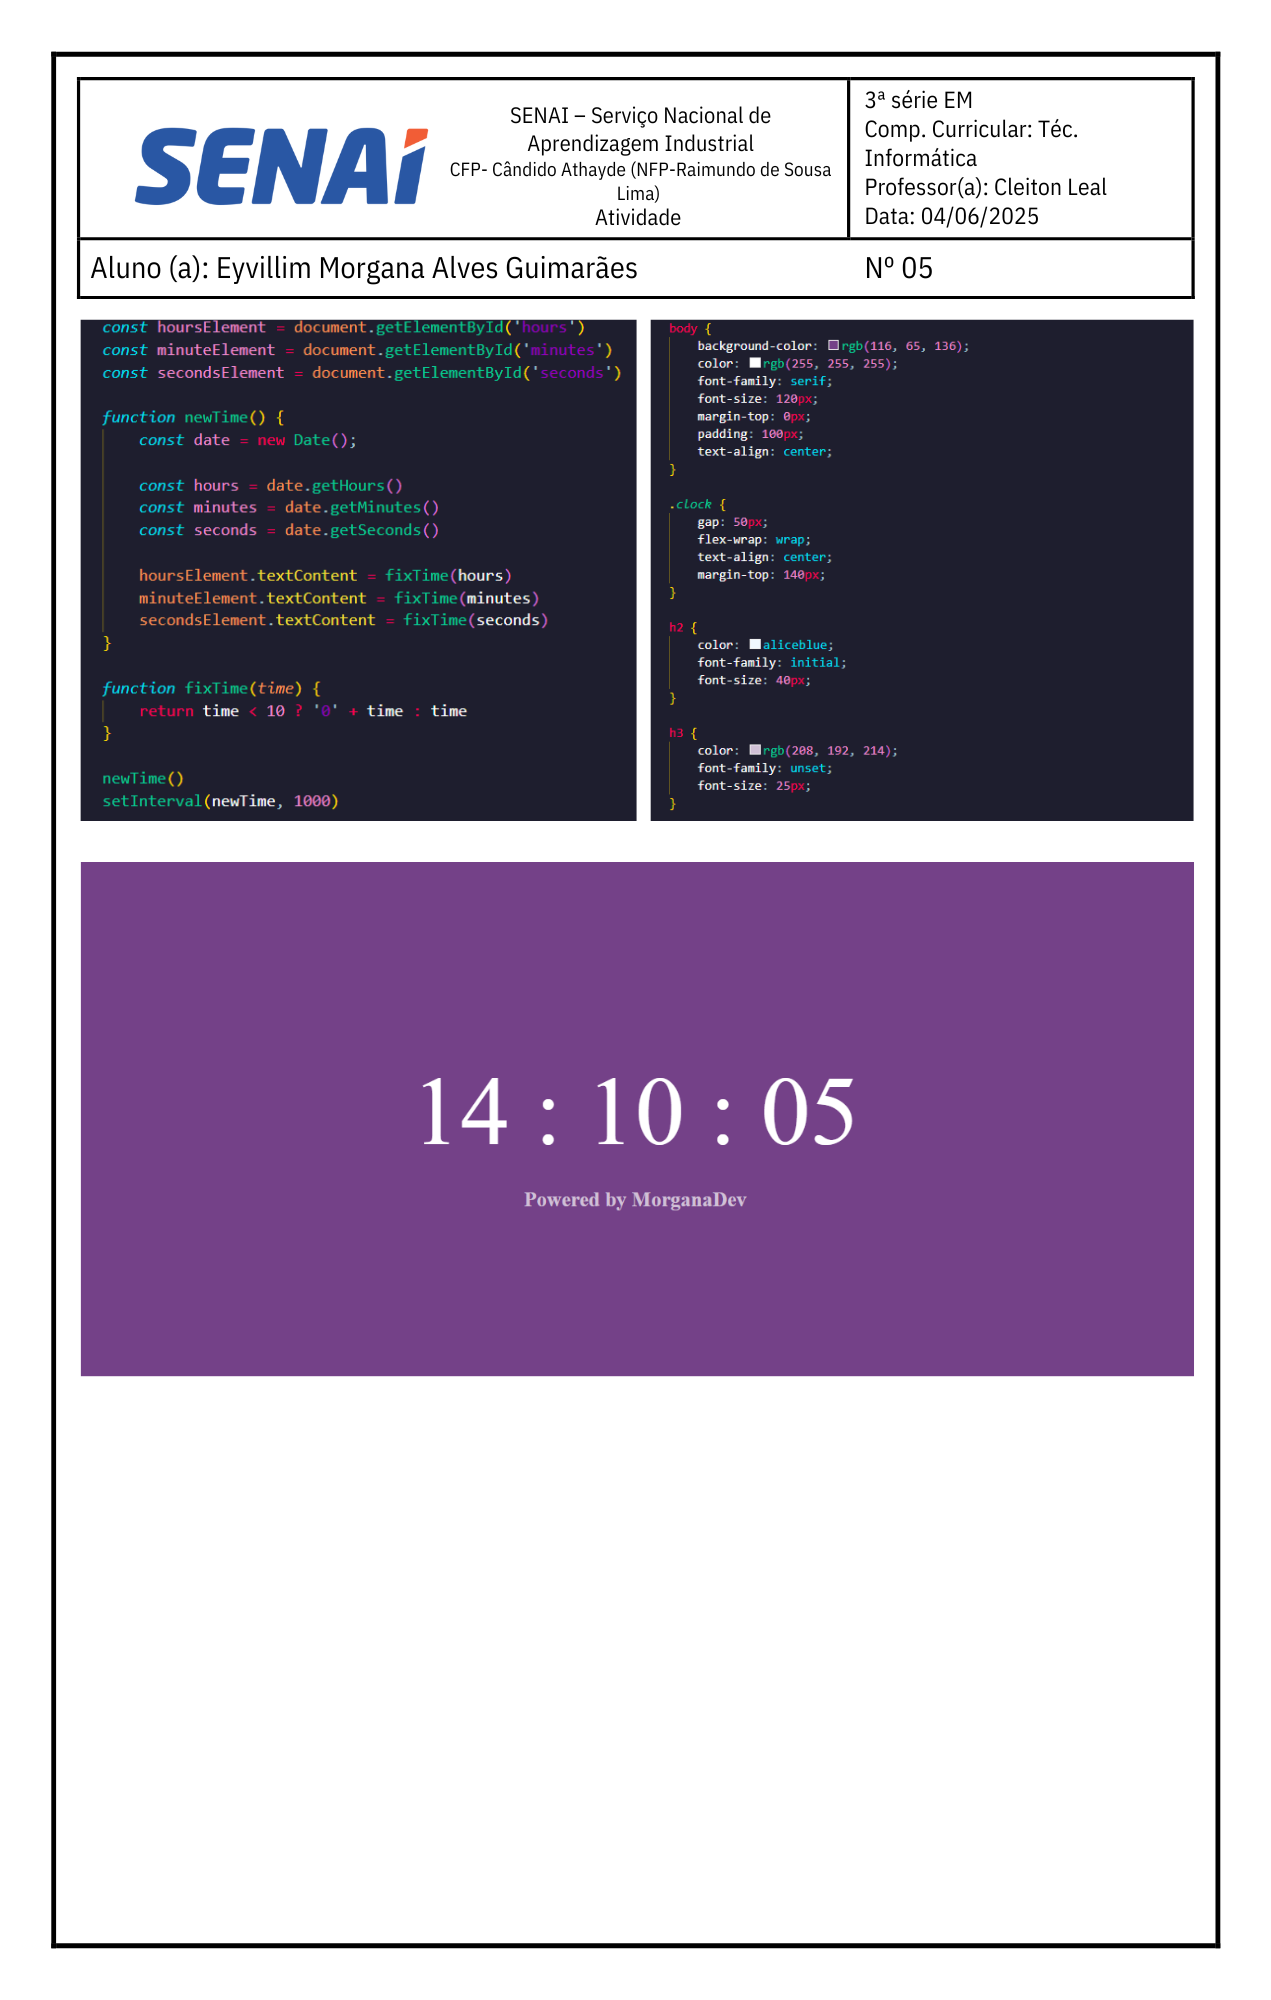 SENAI
SENAI – Serviço Nacional de
Aprendizagem Industrial
CFP- Cândido Athayde (NFP-Raimundo de Sousa
Lima)
Atividade
3ª série EM
Comp. Curricular: Téc.
Informática
Professor(a): Cleiton Leal
Data: 04/06/2025
Aluno (a): Eyvillim Morgana Alves Guimarães
Nº 05
const hoursElement = document.getElementById('hours')
const minuteElement = document.getElementById('minutes')
const secondsElement = document.getElementById('seconds')
function newTime() {
const date = new Date();
const hours = date.getHours()
const minutes = date.getMinutes()
const seconds = date.getSeconds()
hoursElement.textContent = fixTime(hours)
minuteElement.textContent = fixTime(minutes)
secondsElement.textContent = fixTime(seconds)
}
function fixTime(time) {
return time < 10 ? '0' + time : time
}
newTime()
setInterval(newTime, 1000)
body {
background-color: rgb(116, 65, 136);
color: rgb(255, 255, 255);
font-family: serif;
font-size: 120px;
margin-top: 0px;
padding: 100px;
text-align: center;
}
.clock {
gap: 50px;
flex-wrap: wrap;
text-align: center;
margin-top: 140px;
}
h2 {
color: aliceblue;
font-family: initial;
font-size: 40px;
}
h3 {
color: rgb(208, 192, 214);
font-family: unset;
font-size: 25px;
}
14 : 10 : 05
Powered by MorganaDev